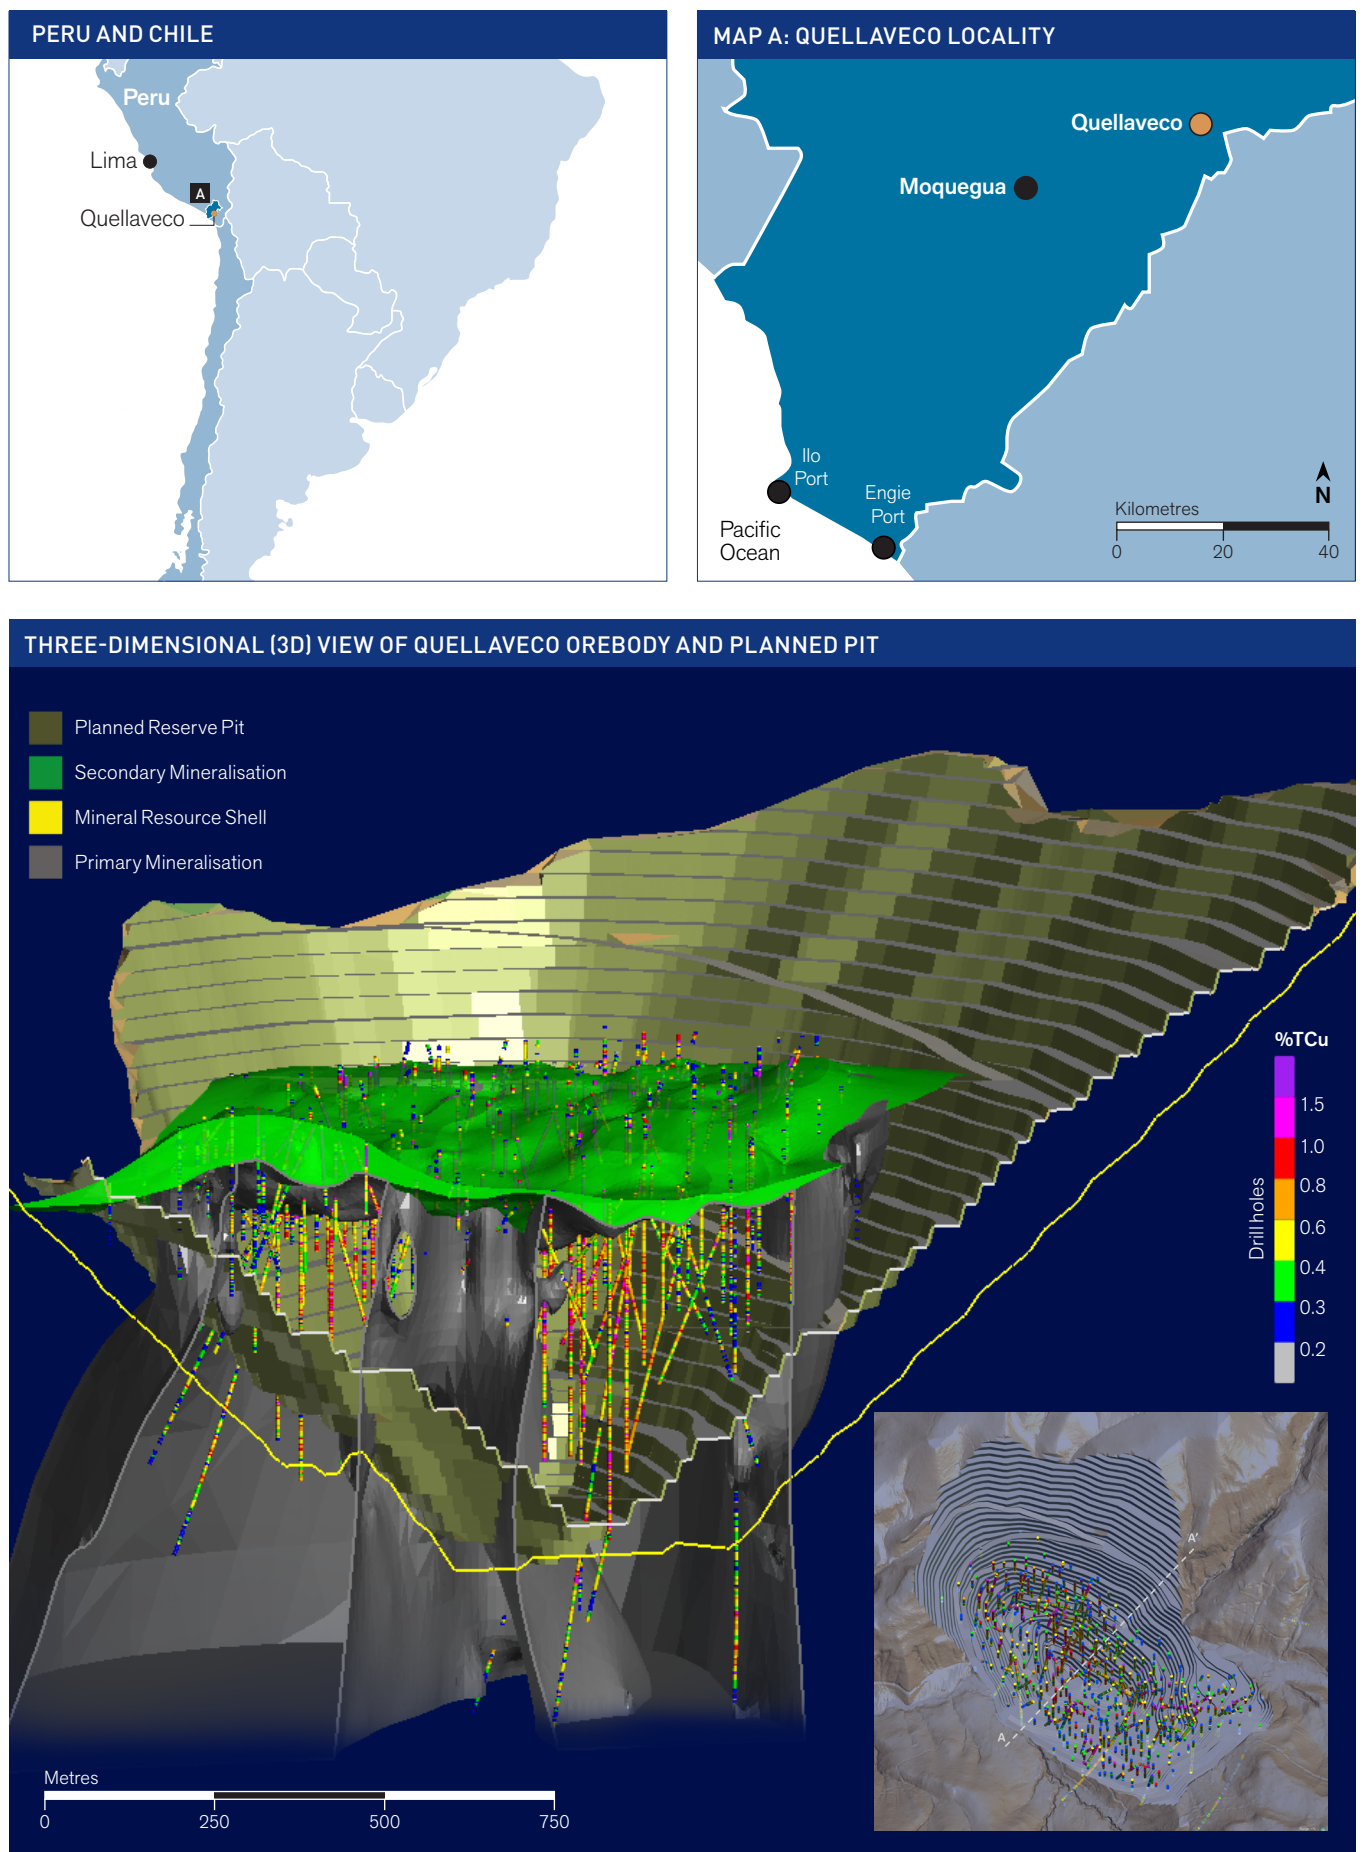 PERU AND CHILE
Peru
Lima
A
Quellaveco
MAP A: QUELLAVECO LOCALITY
Quellaveco
Moquegua
Ilo
Port
Engie
Port
Pacific
Ocean
N
Kilometres
0 20 40
THREE-DIMENSIONAL (3D) VIEW OF QUELLAVECO OREBODY AND PLANNED PIT
Planned Reserve Pit
Secondary Mineralisation
Mineral Resource Shell
Primary Mineralisation
%TCu
1.5
1.0
0.8
0.6
0.4
0.3
0.2
Drill holes
A'
A
Metres
0 250 500 750